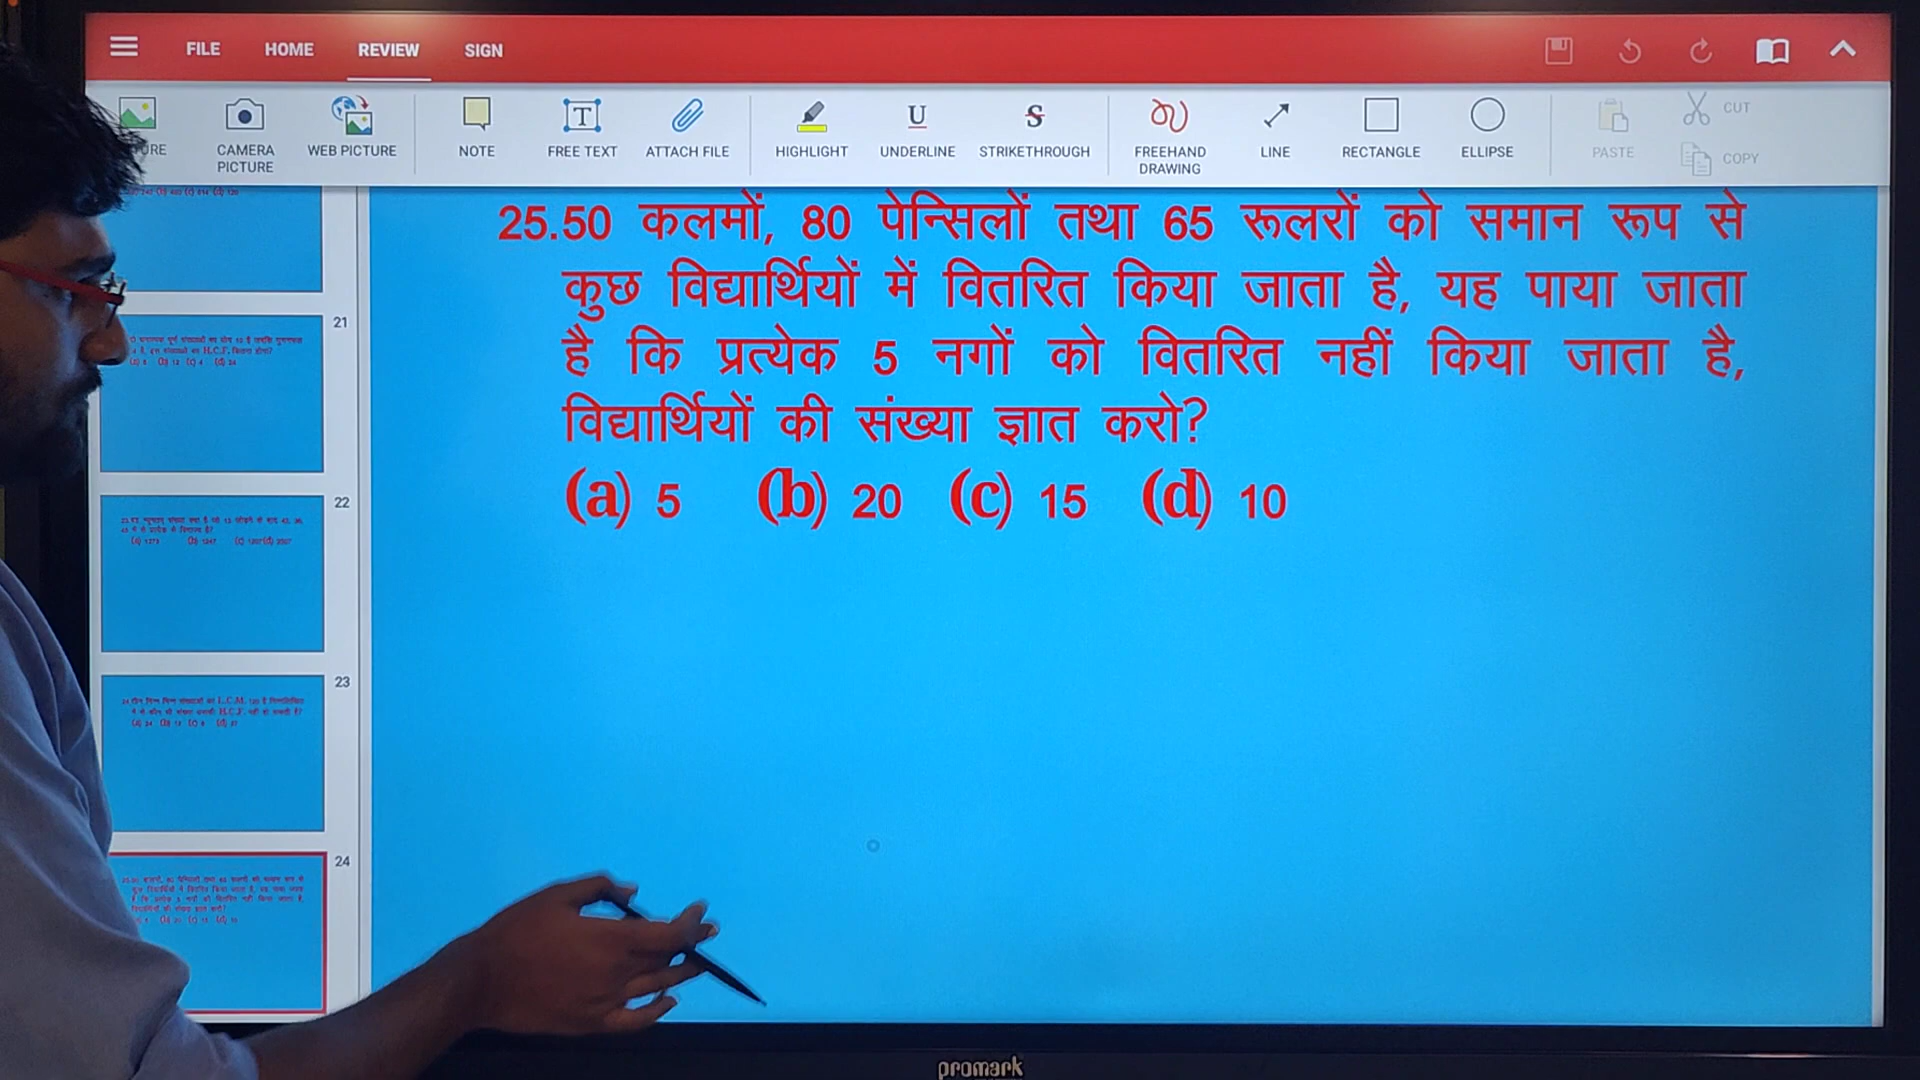 FILE HOME REVIEW SIGN
CAMERA PICTURE
WEB PICTURE
NOTE
FREE TEXT
ATTACH FILE
HIGHLIGHT
UNDERLINE
STRIKETHROUGH
FREEHAND DRAWING
LINE
RECTANGLE
ELLIPSE
PASTE
CUT
COPY
25.50 कलमों, 80 पेन्सिलों तथा 65 रूलरों को समान रूप से
कुछ विद्यार्थियों में वितरित किया जाता है, यह पाया जाता
है कि प्रत्येक 5 नगों को वितरित नहीं किया जाता है,
विद्यार्थियों की संख्या ज्ञात करो?
(a) 5 (b) 20 (c) 15 (d) 10
21
22
23
24
promark